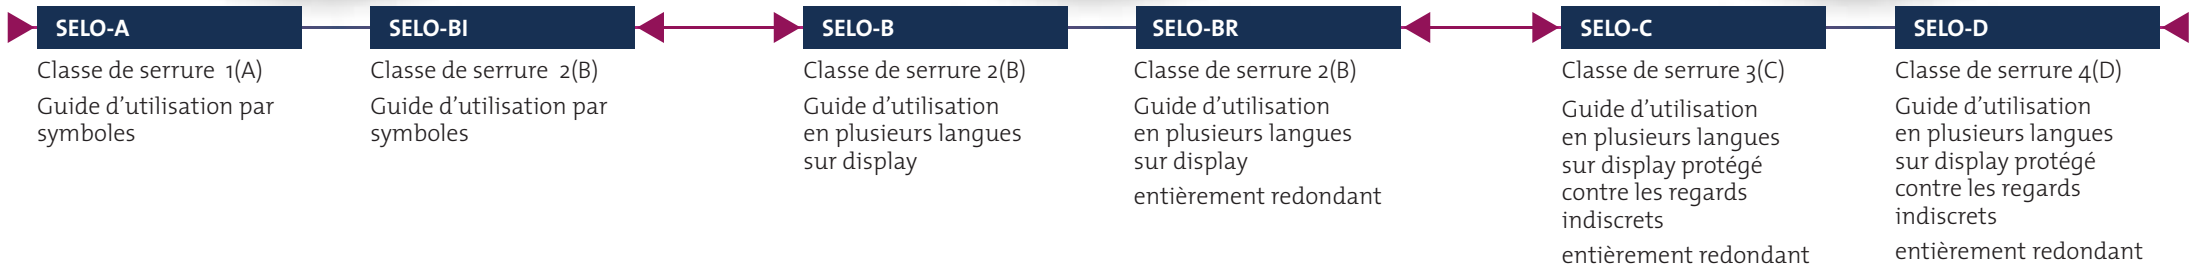 SELO-A
Classe de serrure 1(A)
Guide d'utilisation par
symboles
SELO-BI
Classe de serrure 2(B)
Guide d'utilisation par
symboles
SELO-B
Classe de serrure 2(B)
Guide d'utilisation
en plusieurs langues
sur display
SELO-BR
Classe de serrure 2(B)
Guide d'utilisation
en plusieurs langues
sur display
entièrement redondant
SELO-C
Classe de serrure 3(C)
Guide d'utilisation
en plusieurs langues
sur display protégé
contre les regards
indiscrets
entièrement redondant
SELO-D
Classe de serrure 4(D)
Guide d'utilisation
en plusieurs langues
sur display protégé
contre les regards
indiscrets
entièrement redondant